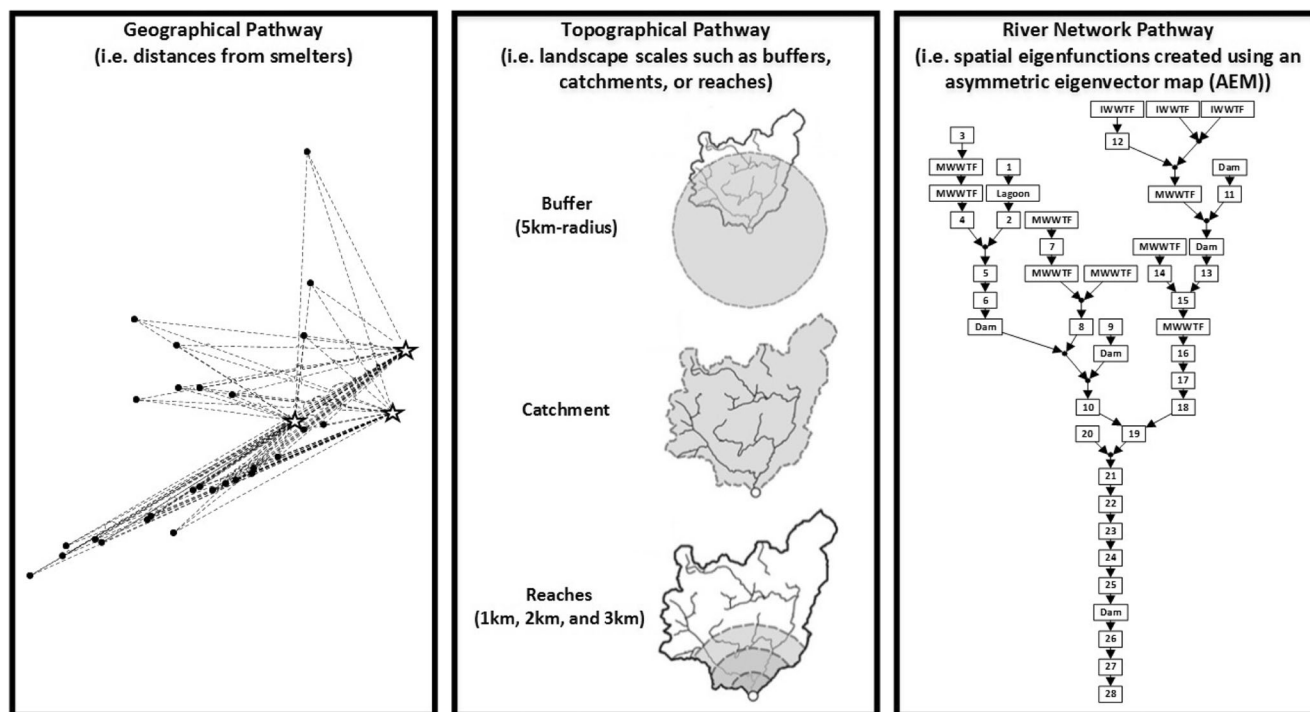 Geographical Pathway
(i.e. distances from smelters)
Topographical Pathway
(i.e. landscape scales such as buffers,
catchments, or reaches)
Buffer
(5km-radius)
Catchment
Reaches
(1km, 2km, and 3km)
River Network Pathway
(i.e. spatial eigenfunctions created using an
asymmetric eigenvector map (AEM))
IWWTF IWWTF IWWTF
3 12
MWWTF 1 Dam
MWWTF Lagoon MWWTF 11
4 2 MWWTF
7 MWWTF Dam
5 MWWTF MWWTF 14 13
6 15
Dam 8 9 MWWTF
Dam 16
17
10 18
20 19
21
22
23
24
25
Dam
26
27
28